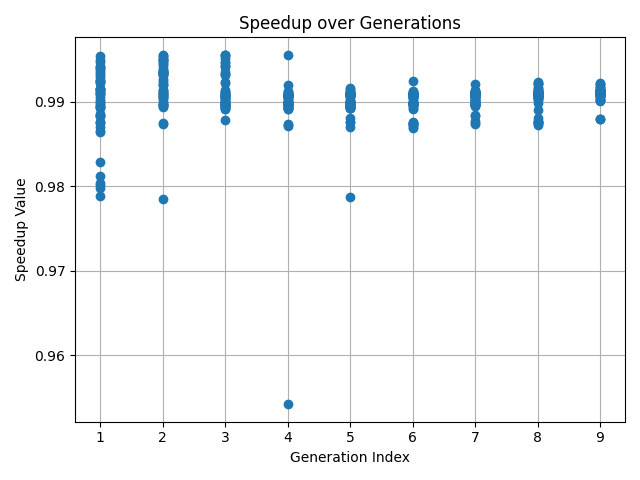 Speedup over Generations
Speedup Value
0.99
0.98
0.97
0.96
1 2 3 4 5 6 7 8 9
Generation Index